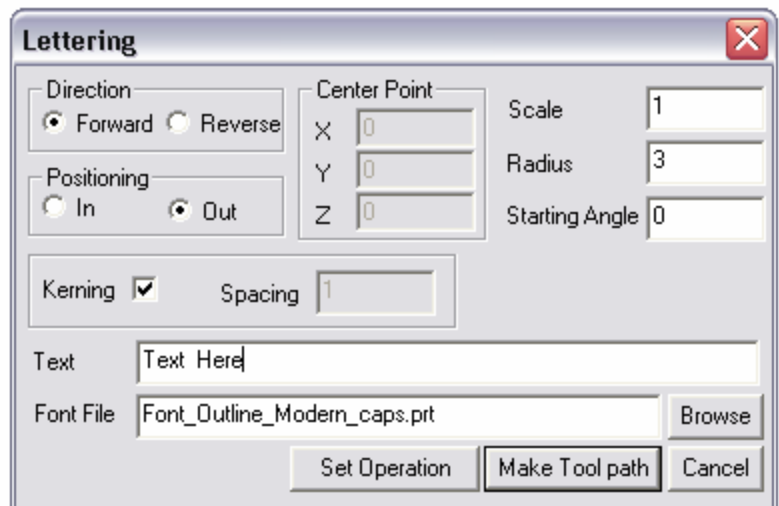 Lettering
Direction
Forward Reverse
Positioning
In Out
Center Point
X 0
Y 0
Z 0
Scale 1
Radius 3
Starting Angle 0
Kerning Spacing 1
Text Text Here
Font File Font_Outline_Modern_caps.prt Browse
Set Operation Make Tool path Cancel